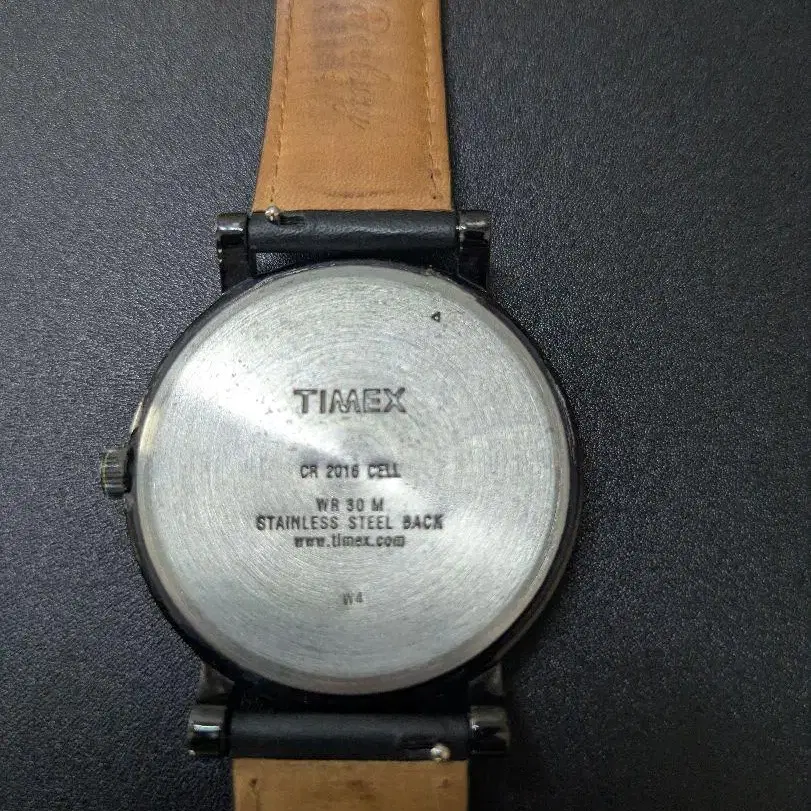 TIMEX
CR 2016 CELL
WR 30 M
STAINLESS STEEL BACK
www.timex.com
W4